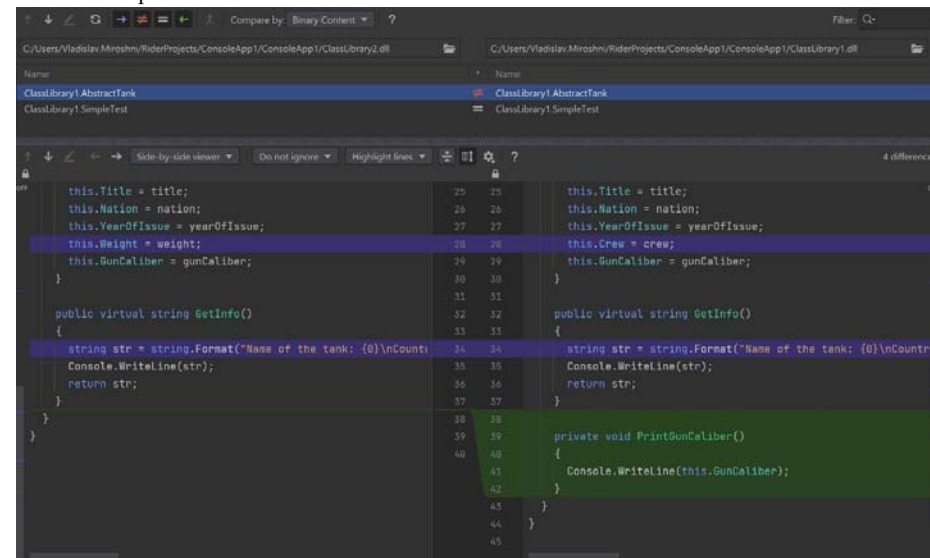 Compare by: Binary Content ?
Filter:
C:/Users/Vladislav.Miroshni/RiderProjects/ConsoleApp1/ConsoleApp1/ClassLibrary2.dll
C:/Users/Vladislav.Miroshni/RiderProjects/ConsoleApp1/ConsoleApp1/ClassLibrary1.dll
Name * Name
ClassLibrary1.AbstractTank ClassLibrary1.AbstractTank
ClassLibrary1.SimpleTest = ClassLibrary1.SimpleTest
Side-by-side viewer Do not ignore Highlight lines ? 4 difference
this.Title = title; 25 25 this.Title = title;
this.Nation = nation; 26 26 this.Nation = nation;
this.YearOfIssue = yearOfIssue; 27 27 this.YearOfIssue = yearOfIssue;
this.Weight = weight; 28 28 this.Crew = crew;
this.GunCaliber = gunCaliber; 29 29 this.GunCaliber = gunCaliber;
} 30 30 }
31 31
public virtual string GetInfo() 32 32 public virtual string GetInfo()
{ 33 33 {
string str = string.Format("Name of the tank: {0}\nCount 34 34 string str = string.Format("Name of the tank: {0}\nCountr
Console.WriteLine(str); 35 35 Console.WriteLine(str);
return str; 36 36 return str;
} 37 37 }
} 38 38
} 39 39 private void PrintGunCaliber()
40 40 {
41 Console.WriteLine(this.GunCaliber);
42 }
43 }
44 }
45